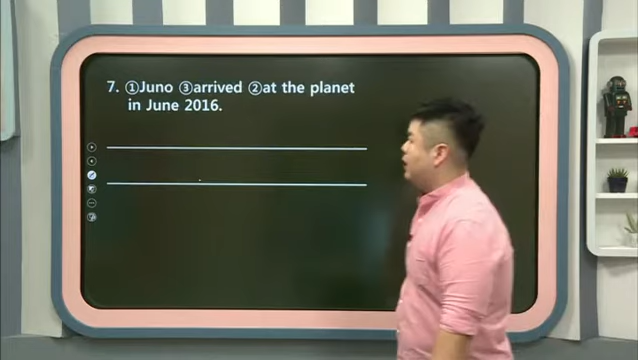 7. ①Juno ③arrived ②at the planet
in June 2016.